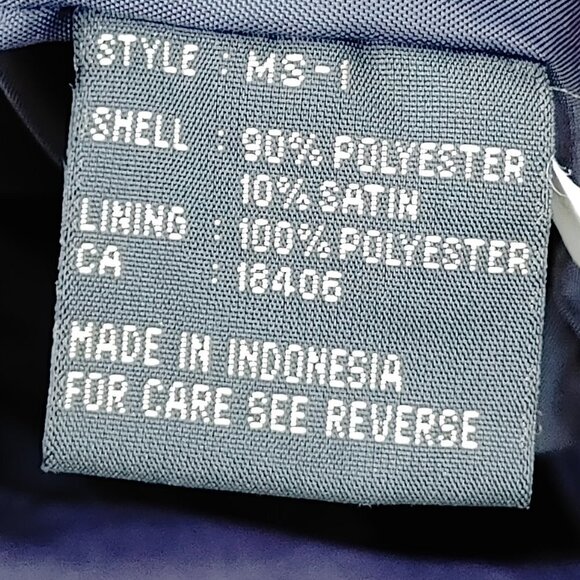 STYLE : MS-1
SHELL : 90% POLYESTER
10% SATIN
LINING : 100% POLYESTER
CA : 18406
MADE IN INDONESIA
FOR CARE SEE REVERSE